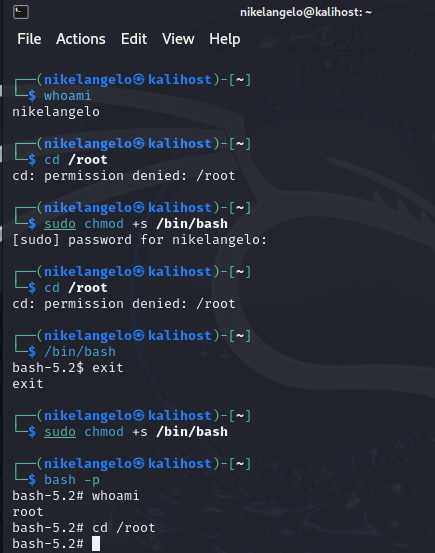 nikelangelo@kalihost: ~
File Actions Edit View Help
┌──(nikelangelo㉿kalihost)-[~]
└─$ whoami
nikelangelo
┌──(nikelangelo㉿kalihost)-[~]
└─$ cd /root
cd: permission denied: /root
┌──(nikelangelo㉿kalihost)-[~]
└─$ sudo chmod +s /bin/bash
[sudo] password for nikelangelo:
┌──(nikelangelo㉿kalihost)-[~]
└─$ cd /root
cd: permission denied: /root
┌──(nikelangelo㉿kalihost)-[~]
└─$ /bin/bash
bash-5.2$ exit
exit
┌──(nikelangelo㉿kalihost)-[~]
└─$ sudo chmod +s /bin/bash
┌──(nikelangelo㉿kalihost)-[~]
└─$ bash -p
bash-5.2# whoami
root
bash-5.2# cd /root
bash-5.2#